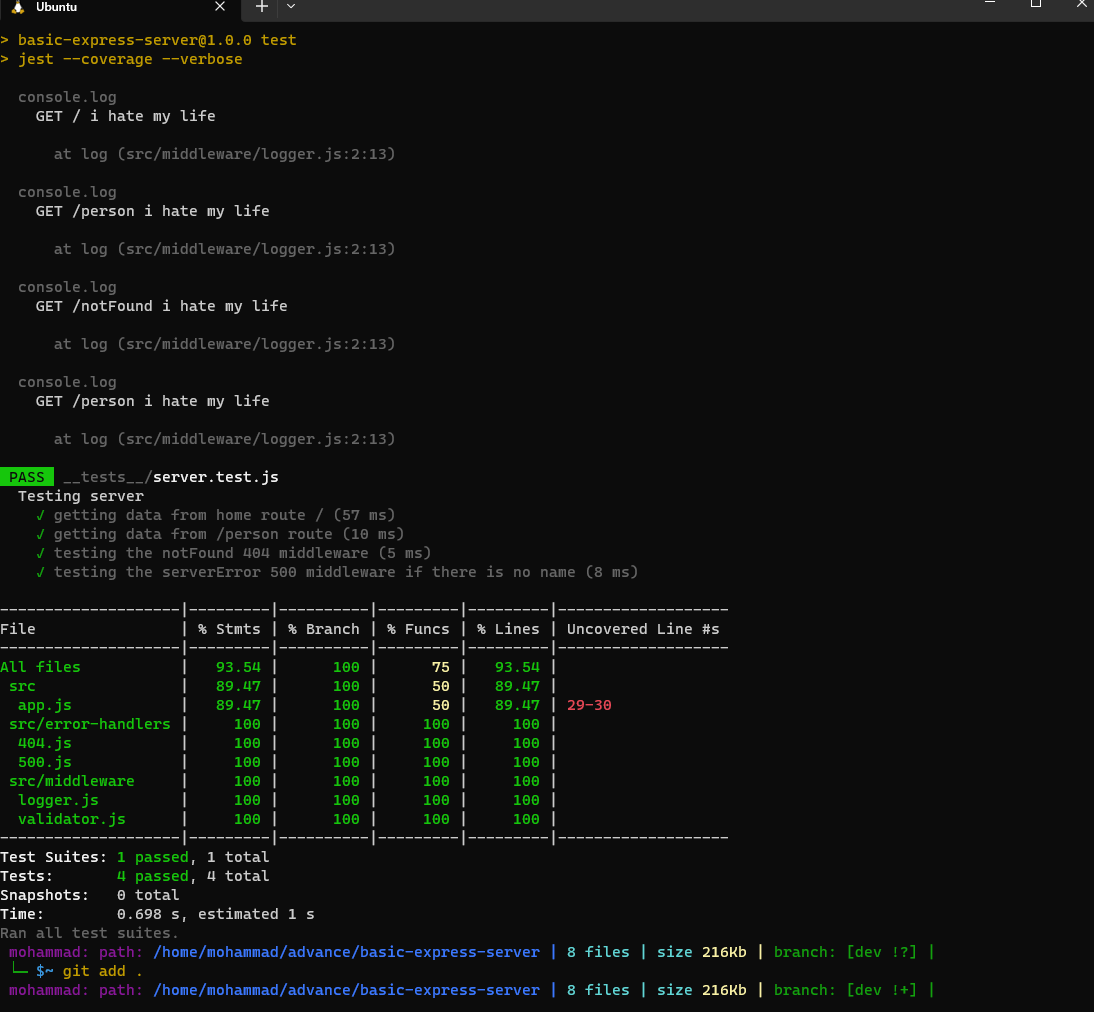 Ubuntu
> basic-express-server@1.0.0 test
> jest --coverage --verbose
console.log
GET / i hate my life
at log (src/middleware/logger.js:2:13)
console.log
GET /person i hate my life
at log (src/middleware/logger.js:2:13)
console.log
GET /notFound i hate my life
at log (src/middleware/logger.js:2:13)
console.log
GET /person i hate my life
at log (src/middleware/logger.js:2:13)
PASS __tests__/server.test.js
Testing server
√ getting data from home route / (57 ms)
√ getting data from /person route (10 ms)
√ testing the notFound 404 middleware (5 ms)
√ testing the serverError 500 middleware if there is no name (8 ms)
--------------------|---------|----------|---------|---------|-------------------
File                | % Stmts | % Branch | % Funcs | % Lines | Uncovered Line #s
--------------------|---------|----------|---------|---------|-------------------
All files           |   93.54 |      100 |      75 |   93.54 |
 src                |   89.47 |      100 |      50 |   89.47 |
  app.js            |   89.47 |      100 |      50 |   89.47 | 29-30
 src/error-handlers |     100 |      100 |     100 |     100 |
  404.js            |     100 |      100 |     100 |     100 |
  500.js            |     100 |      100 |     100 |     100 |
 src/middleware     |     100 |      100 |     100 |     100 |
  logger.js         |     100 |      100 |     100 |     100 |
  validator.js      |     100 |      100 |     100 |     100 |
--------------------|---------|----------|---------|---------|-------------------
Test Suites: 1 passed, 1 total
Tests:       4 passed, 4 total
Snapshots:   0 total
Time:        0.698 s, estimated 1 s
Ran all test suites.
mohammad: path: /home/mohammad/advance/basic-express-server | 8 files | size 216Kb | branch: [dev !?] |
└─ $~ git add .
mohammad: path: /home/mohammad/advance/basic-express-server | 8 files | size 216Kb | branch: [dev !+] |